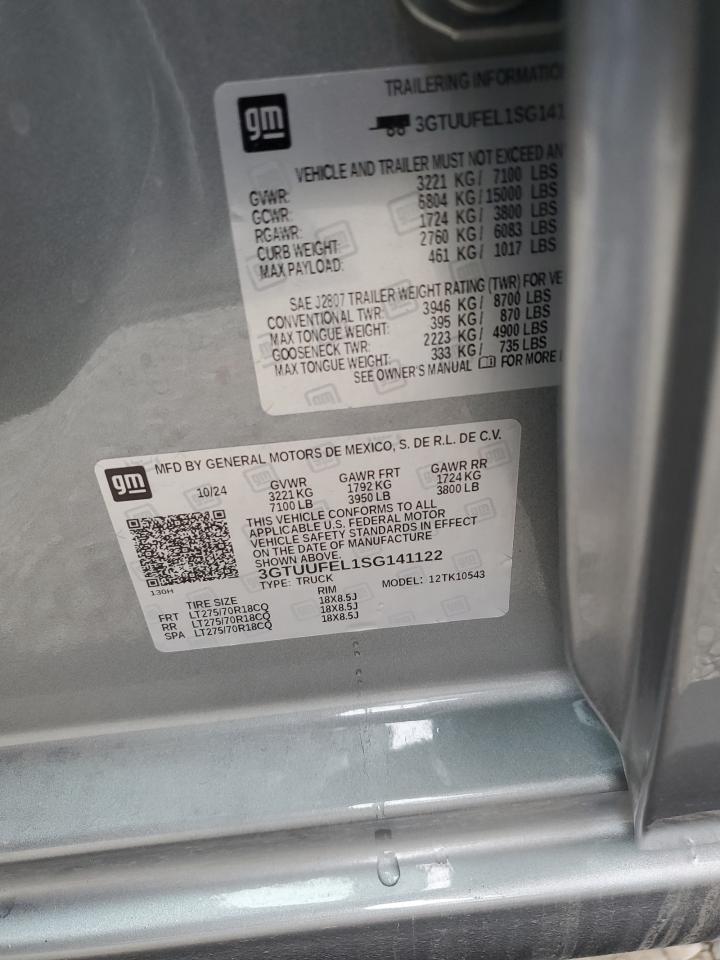 gm
TRAILERING INFORMATION
3GTUUFEL1SG141
VEHICLE AND TRAILER MUST NOT EXCEED AN
GVWR: 3221 KG/ 7100 LBS
GCWR: 6804 KG/ 15000 LBS
RGAWR: 1724 KG/ 3800 LBS
CURB WEIGHT: 2760 KG/ 6083 LBS
MAX PAYLOAD: 461 KG/ 1017 LBS
SAE J2807 TRAILER WEIGHT RATING (TWR) FOR VE
CONVENTIONAL TWR: 3946 KG/ 8700 LBS
MAX TONGUE WEIGHT: 395 KG/ 870 LBS
GOOSENECK TWR: 2223 KG/ 4900 LBS
MAX TONGUE WEIGHT: 333 KG/ 735 LBS
SEE OWNER'S MANUAL FOR MORE
gm
MFD BY GENERAL MOTORS DE MEXICO, S. DE R.L. DE C.V.
10/24 GVWR GAWR FRT GAWR RR
3221 KG 1792 KG 1724 KG
7100 LB 3950 LB 3800 LB
THIS VEHICLE CONFORMS TO ALL
APPLICABLE U.S. FEDERAL MOTOR
VEHICLE SAFETY STANDARDS IN EFFECT
ON THE DATE OF MANUFACTURE
SHOWN ABOVE.
3GTUUFEL1SG141122
130H TYPE: TRUCK MODEL: 12TK10543
TIRE SIZE RIM
FRT LT275/70R18CQ 18X8.5J
RR LT275/70R18CQ 18X8.5J
SPA LT275/70R18CQ 18X8.5J